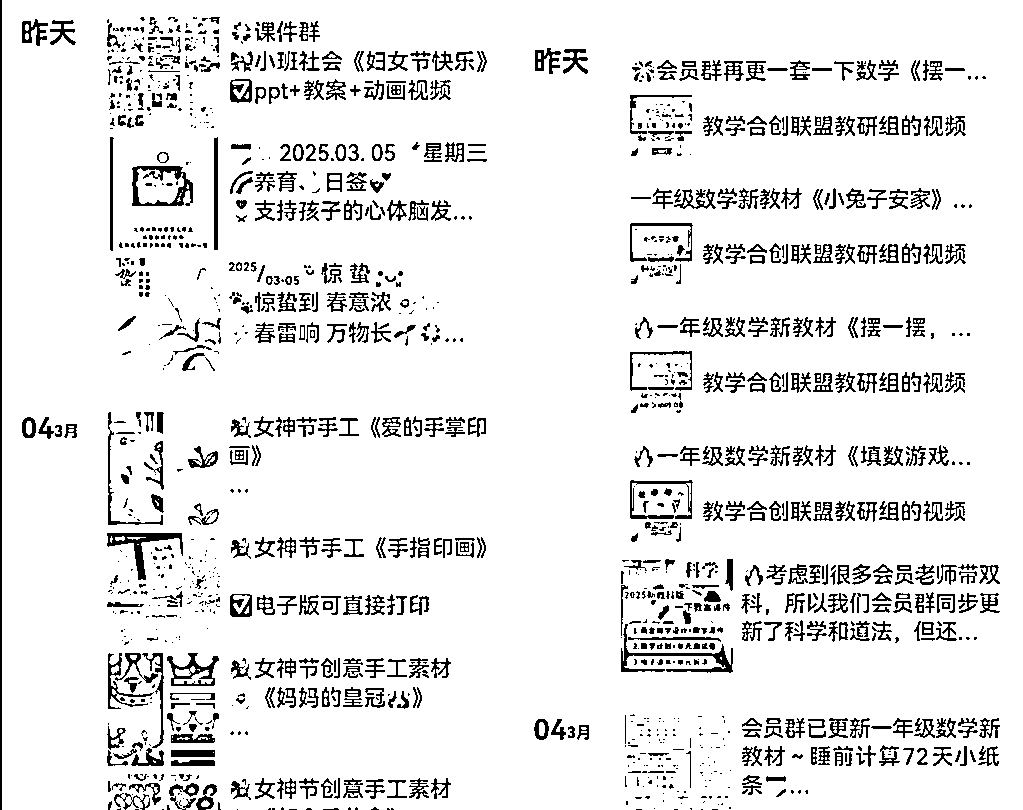 昨天
课件群
小班社会《妇女节快乐》
ppt+教案+动画视频
2025.03.05 星期三
养育 日签
支持孩子的心体脑发...
2025/03-05 惊 蛰
惊蛰到 春意浓
春雷响 万物长...
043月
女神节手工《爱的手掌印
画》
...
女神节手工《手指印画》
电子版可直接打印
女神节创意手工素材
《妈妈的皇冠》
...
女神节创意手工素材
昨天
会员群再更一套一下数学《摆一...
教学合创联盟教研组的视频
一年级数学新教材《小兔子安家》...
教学合创联盟教研组的视频
一年级数学新教材《摆一摆，...
教学合创联盟教研组的视频
一年级数学新教材《填数游戏...
教学合创联盟教研组的视频
科学
考虑到很多会员老师带双
科，所以我们会员群同步更
新了科学和道法，但还...
043月
会员群已更新一年级数学新
教材～睡前计算72天小纸
条...